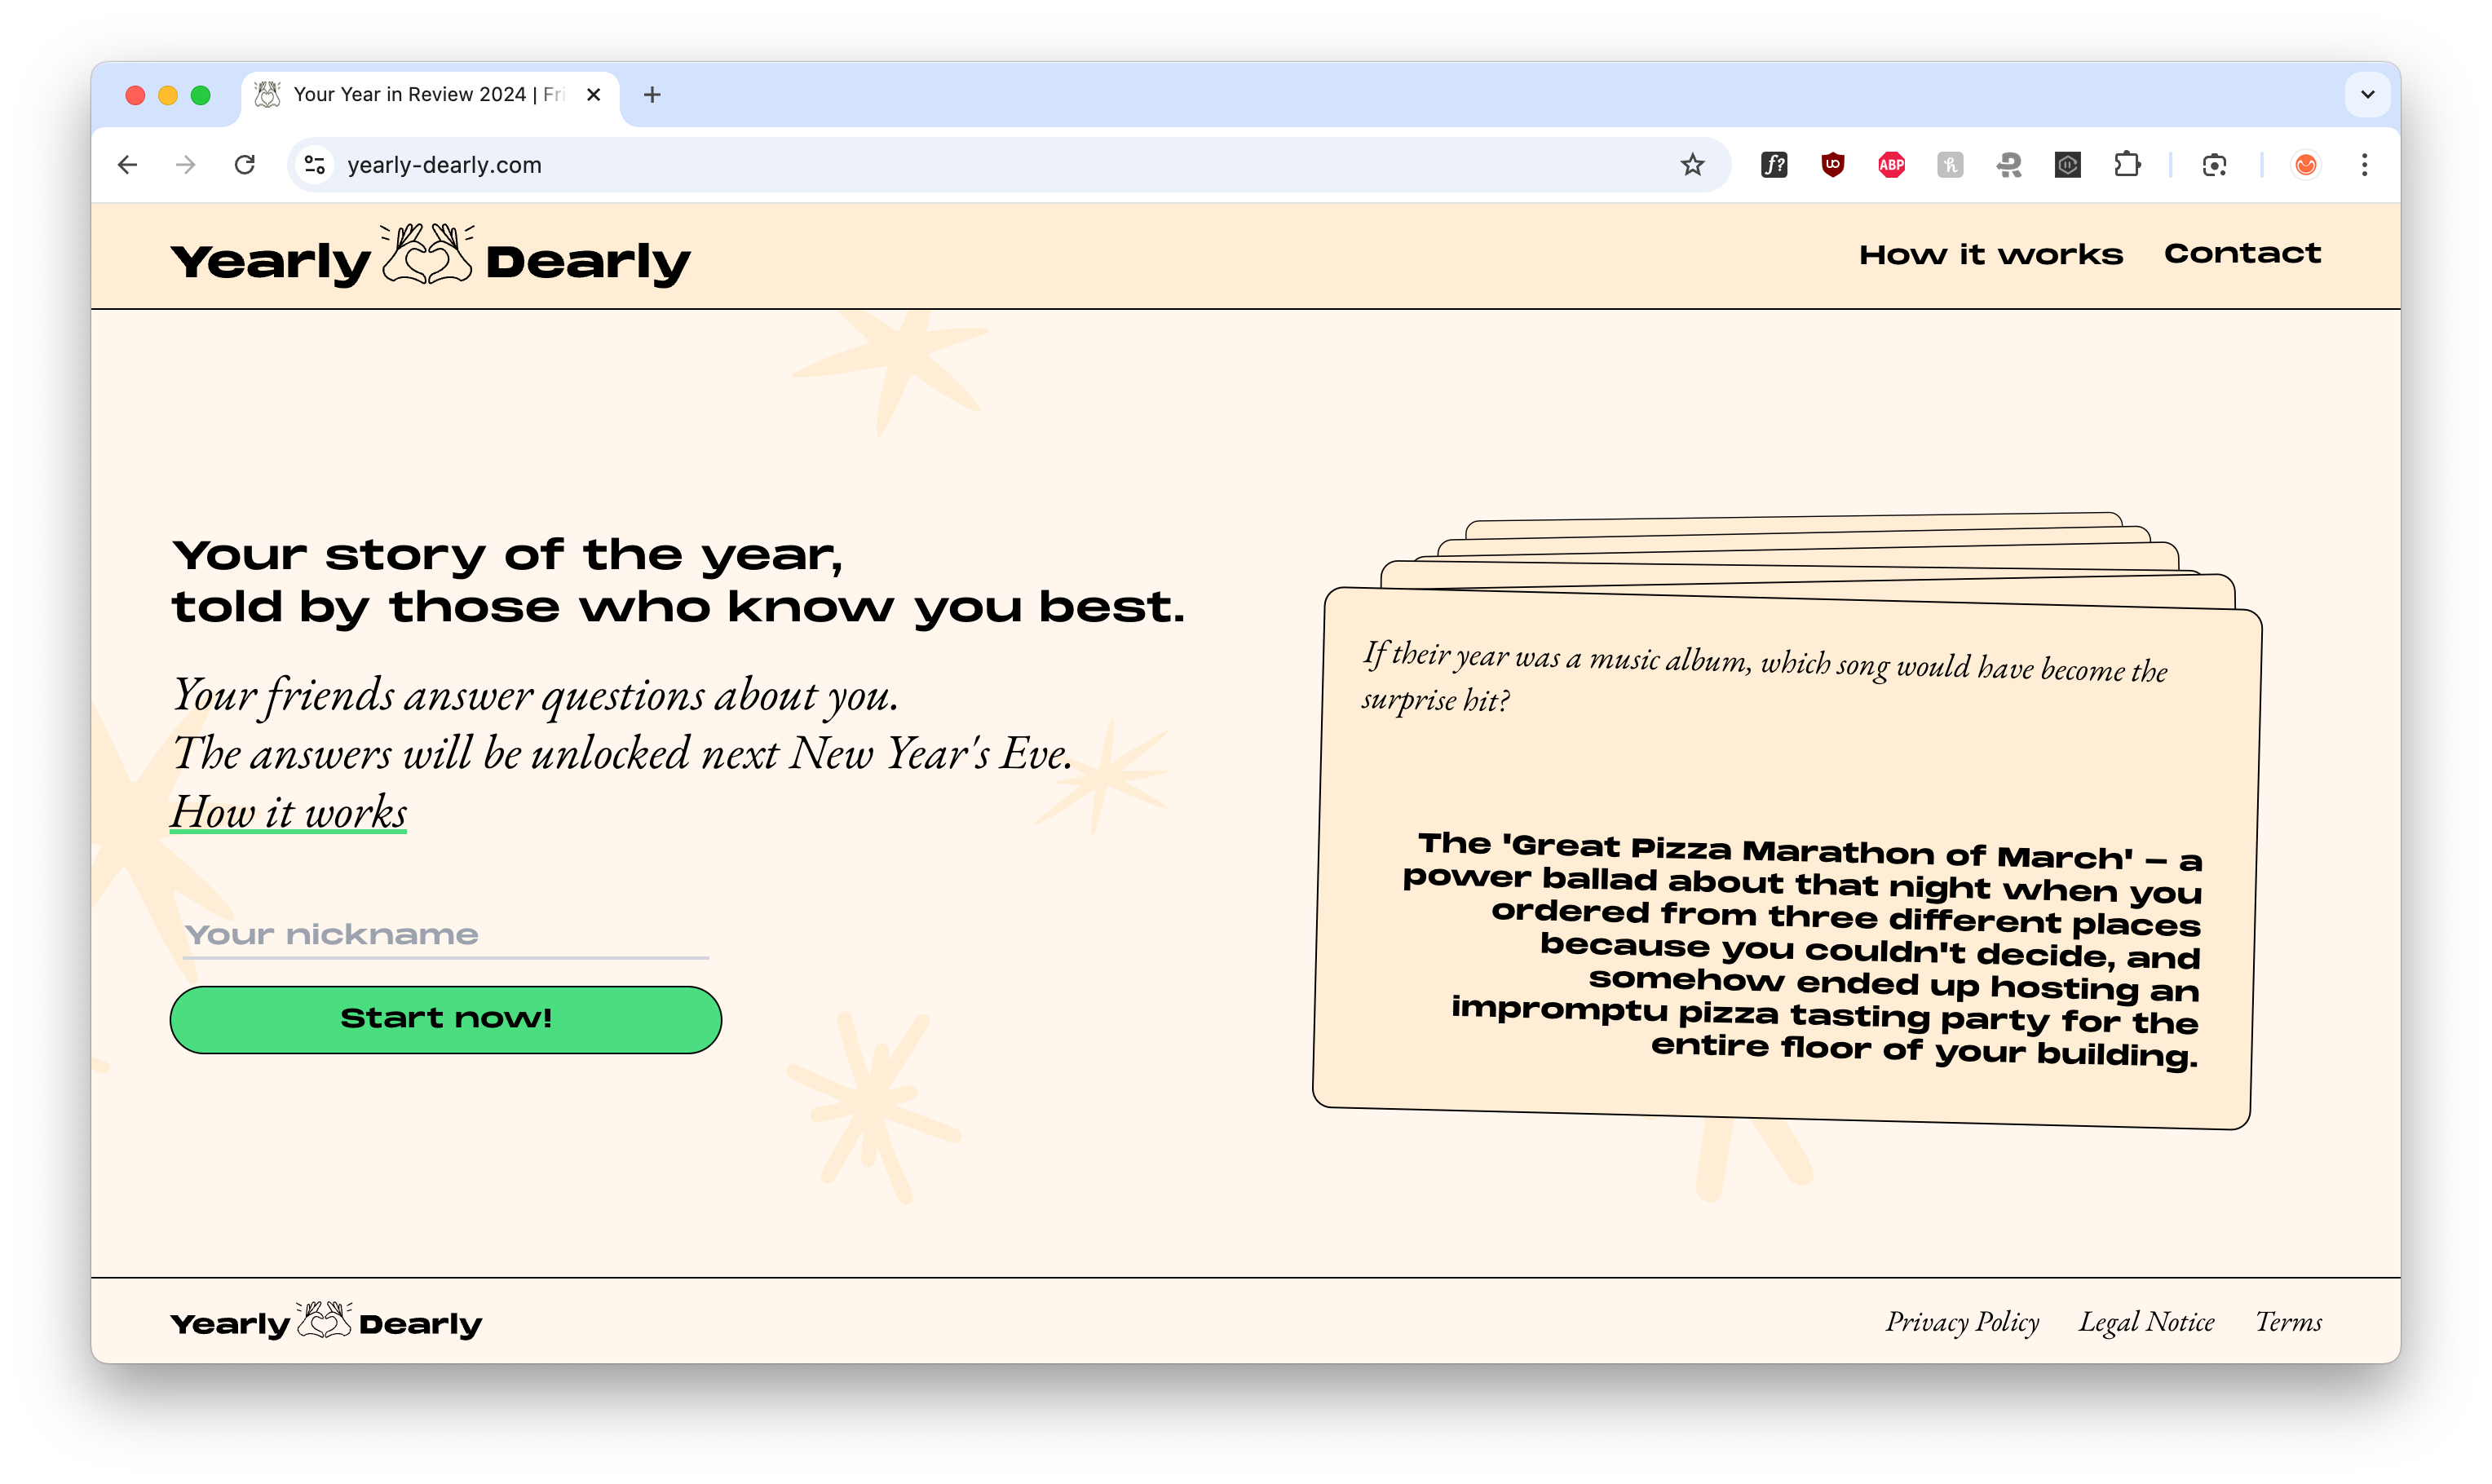 Your Year in Review 2024 | Fri
yearly-dearly.com
f?
ABP
Yearly Dearly
How it works
Contact
Your story of the year,
told by those who know you best.
Your friends answer questions about you.
The answers will be unlocked next New Year's Eve.
How it works
Your nickname
Start now!
If their year was a music album, which song would have become the
surprise hit?
The 'Great Pizza Marathon of March' – a
power ballad about that night when you
ordered from three different places
because you couldn't decide, and
somehow ended up hosting an
impromptu pizza tasting party for the
entire floor of your building.
Yearly Dearly
Privacy Policy
Legal Notice
Terms